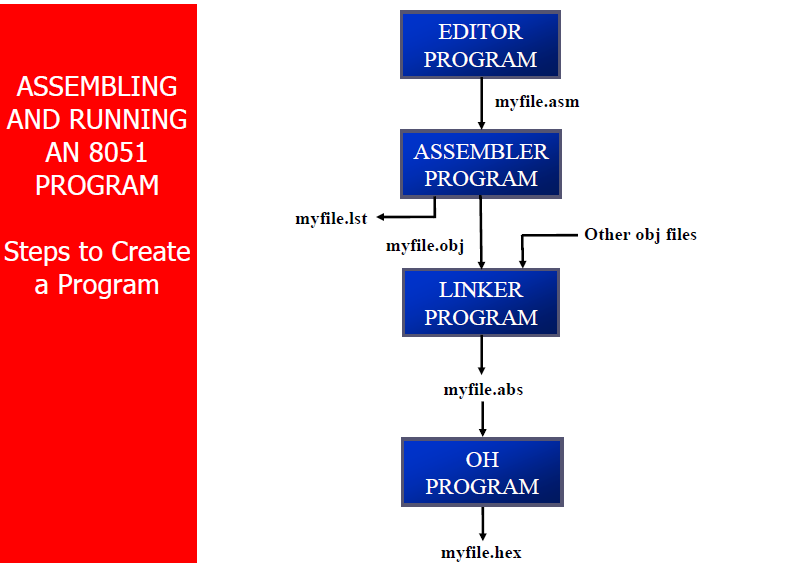 ASSEMBLING
AND RUNNING
AN 8051
PROGRAM
Steps to Create
a Program
EDITOR
PROGRAM
myfile.asm
ASSEMBLER
PROGRAM
myfile.lst
myfile.obj
Other obj files
LINKER
PROGRAM
myfile.abs
OH
PROGRAM
myfile.hex